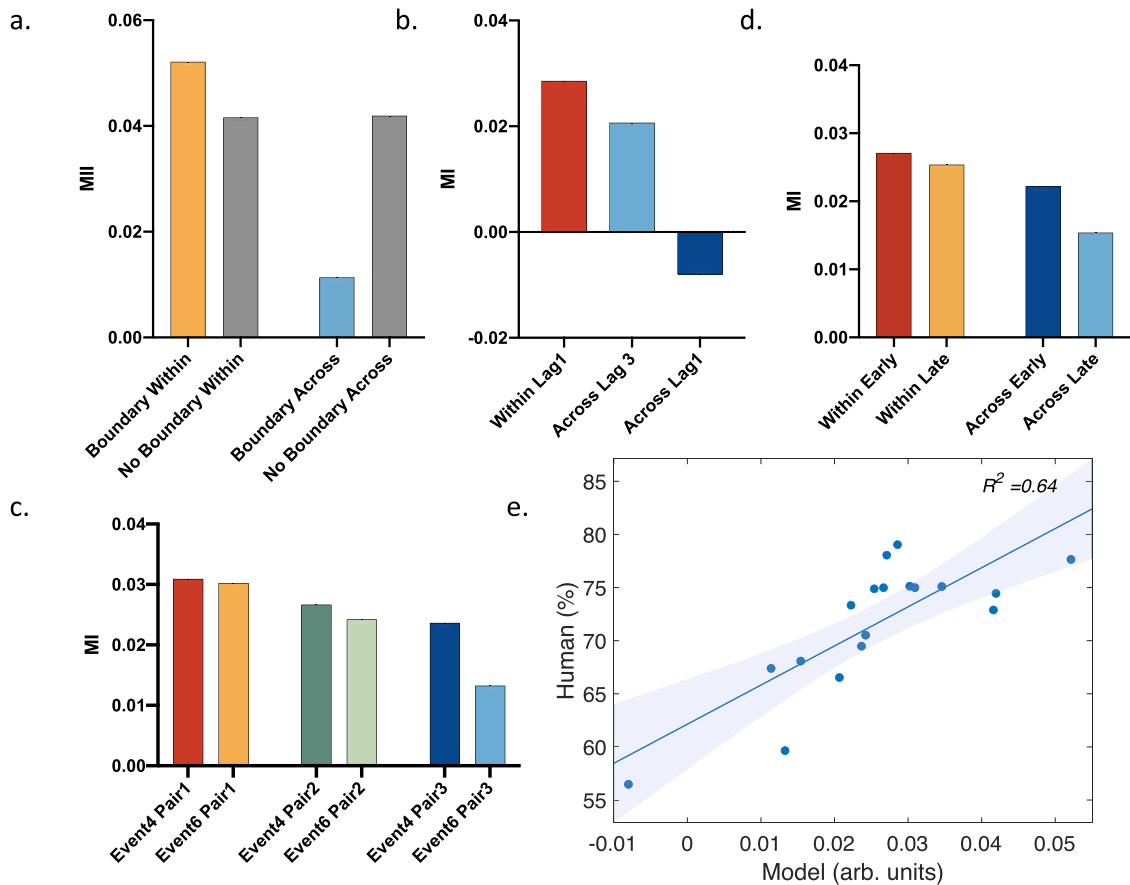 a.
0.06
0.04
0.02
0.00
MII
Boundary Within
No Boundary Within
Boundary Across
No Boundary Across
b.
0.04
0.02
0.00
-0.02
MI
Within Lag1
Across Lag 3
Across Lag1
d.
0.04
0.03
0.02
0.01
0.00
MI
Within Early
Within Late
Across Early
Across Late
c.
0.04
0.03
0.02
0.01
0.00
MI
Event4 Pair1
Event6 Pair1
Event4 Pair2
Event6 Pair2
Event4 Pair3
Event6 Pair3
e.
R² =0.64
85
80
75
70
65
60
55
Human (%)
-0.01 0 0.01 0.02 0.03 0.04 0.05
Model (arb. units)